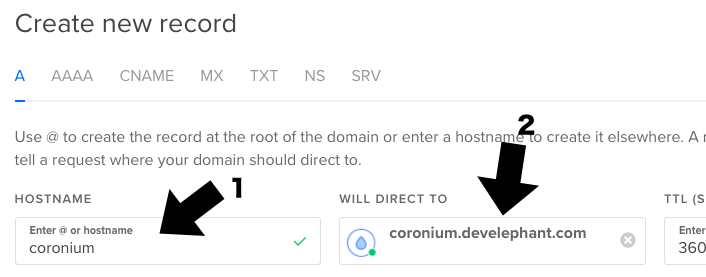 Create new record
A AAAA CNAME MX TXT NS SRV
2
Use @ to create the record at the root of the domain or enter a hostname to create it elsewhere. A
tell a request where your domain should direct to.
1
HOSTNAME WILL DIRECT TO TTL (S
Enter @ or hostname Enter
coronium coronium.develephant.com 360